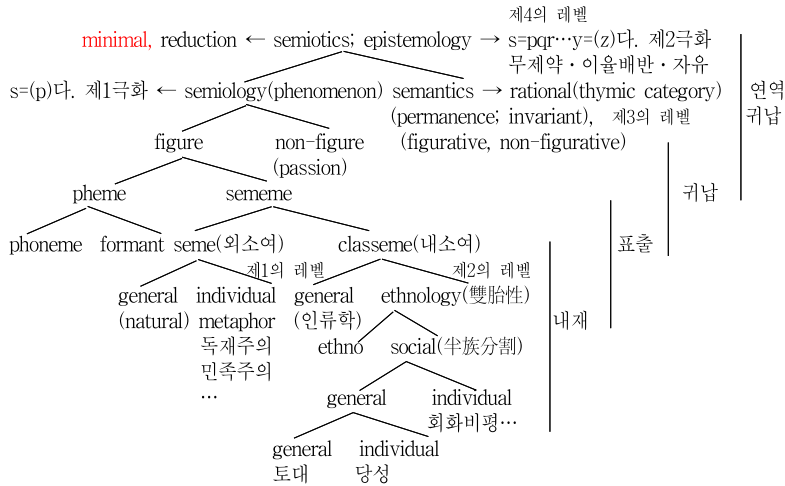 제4의 레벨
minimal, reduction ← semiotics; epistemology → s=pqr…y=(z)다. 제2극화
무제약·이율배반·자유
s=(p)다. 제1극화 ← semiology(phenomenon) semantics → rational(thymic category) 연역
(permanence; invariant), 제3의 레벨 귀납
figure non-figure (figurative, non-figurative)
(passion)
pheme sememe 귀납
phoneme formant seme(외소여) classeme(내소여) 표출
제1의 레벨 제2의 레벨
general individual general ethnology(雙胎性)
(natural) metaphor (인류학) 내재
독재주의 ethno social(半族分割)
민족주의
… general individual
회화비평…
general individual
토대 당성